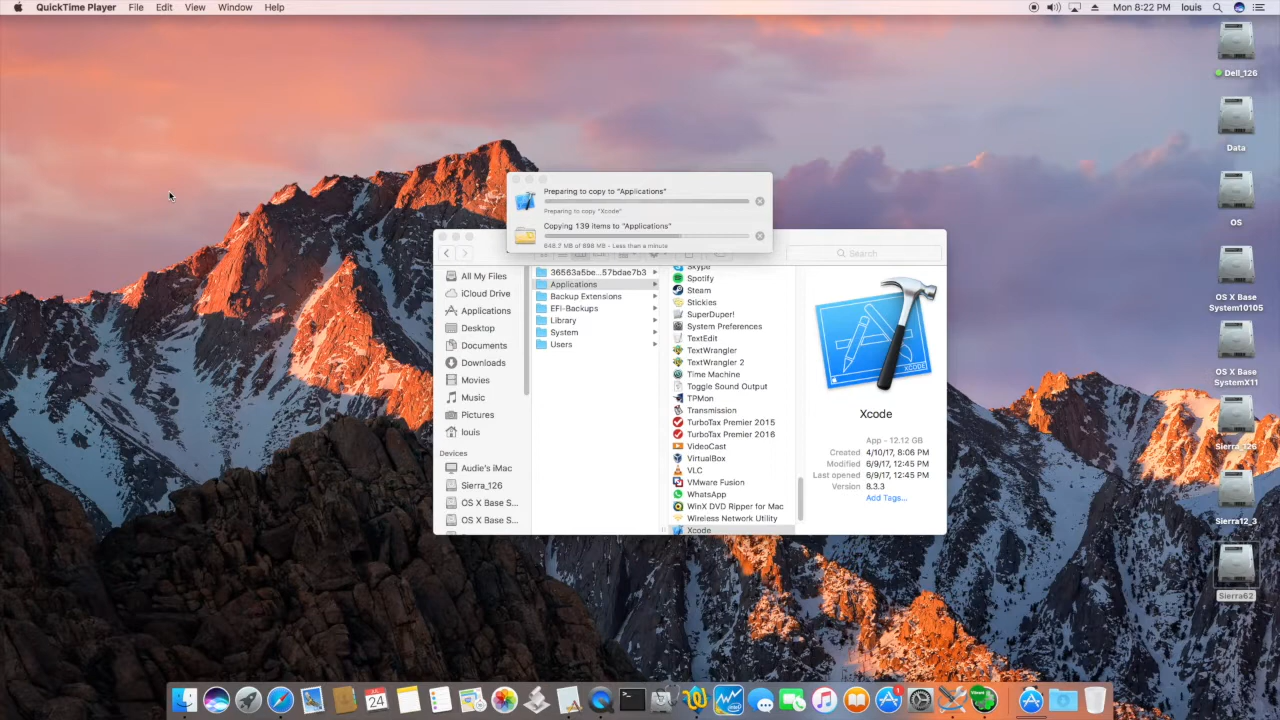 QuickTime Player File Edit View Window Help
Mon 8:22 PM louis
Dell_126
Data
OS
OS X Base
System10105
OS X Base
SystemX11
Sierra_126
Sierra12_3
Sierra62
Preparing to copy to "Applications"
Preparing to copy "Xcode"
Copying 139 items to "Applications"
648.7 MB of 896 MB - Less than a minute
Search
All My Files
iCloud Drive
Applications
Desktop
Documents
Downloads
Movies
Music
Pictures
louis
Devices
Audie's iMac
Sierra_126
OS X Base S...
OS X Base S...
36563a5be...57bdae7b3
Applications
Backup Extensions
EFI-Backups
Library
System
Users
Skype
Spotify
Steam
Stickies
SuperDuper!
System Preferences
TextEdit
TextWrangler
TextWrangler 2
Time Machine
Toggle Sound Output
TPMon
Transmission
TurboTax Premier 2015
TurboTax Premier 2016
VideoCast
VirtualBox
VLC
VMware Fusion
WhatsApp
WinX DVD Ripper for Mac
Wireless Network Utility
Xcode
XCODE
Xcode
App - 12.12 GB
Created 4/10/17, 8:06 PM
Modified 6/9/17, 12:45 PM
Last opened 6/9/17, 12:45 PM
Version 8.3.3
Add Tags...
24
1